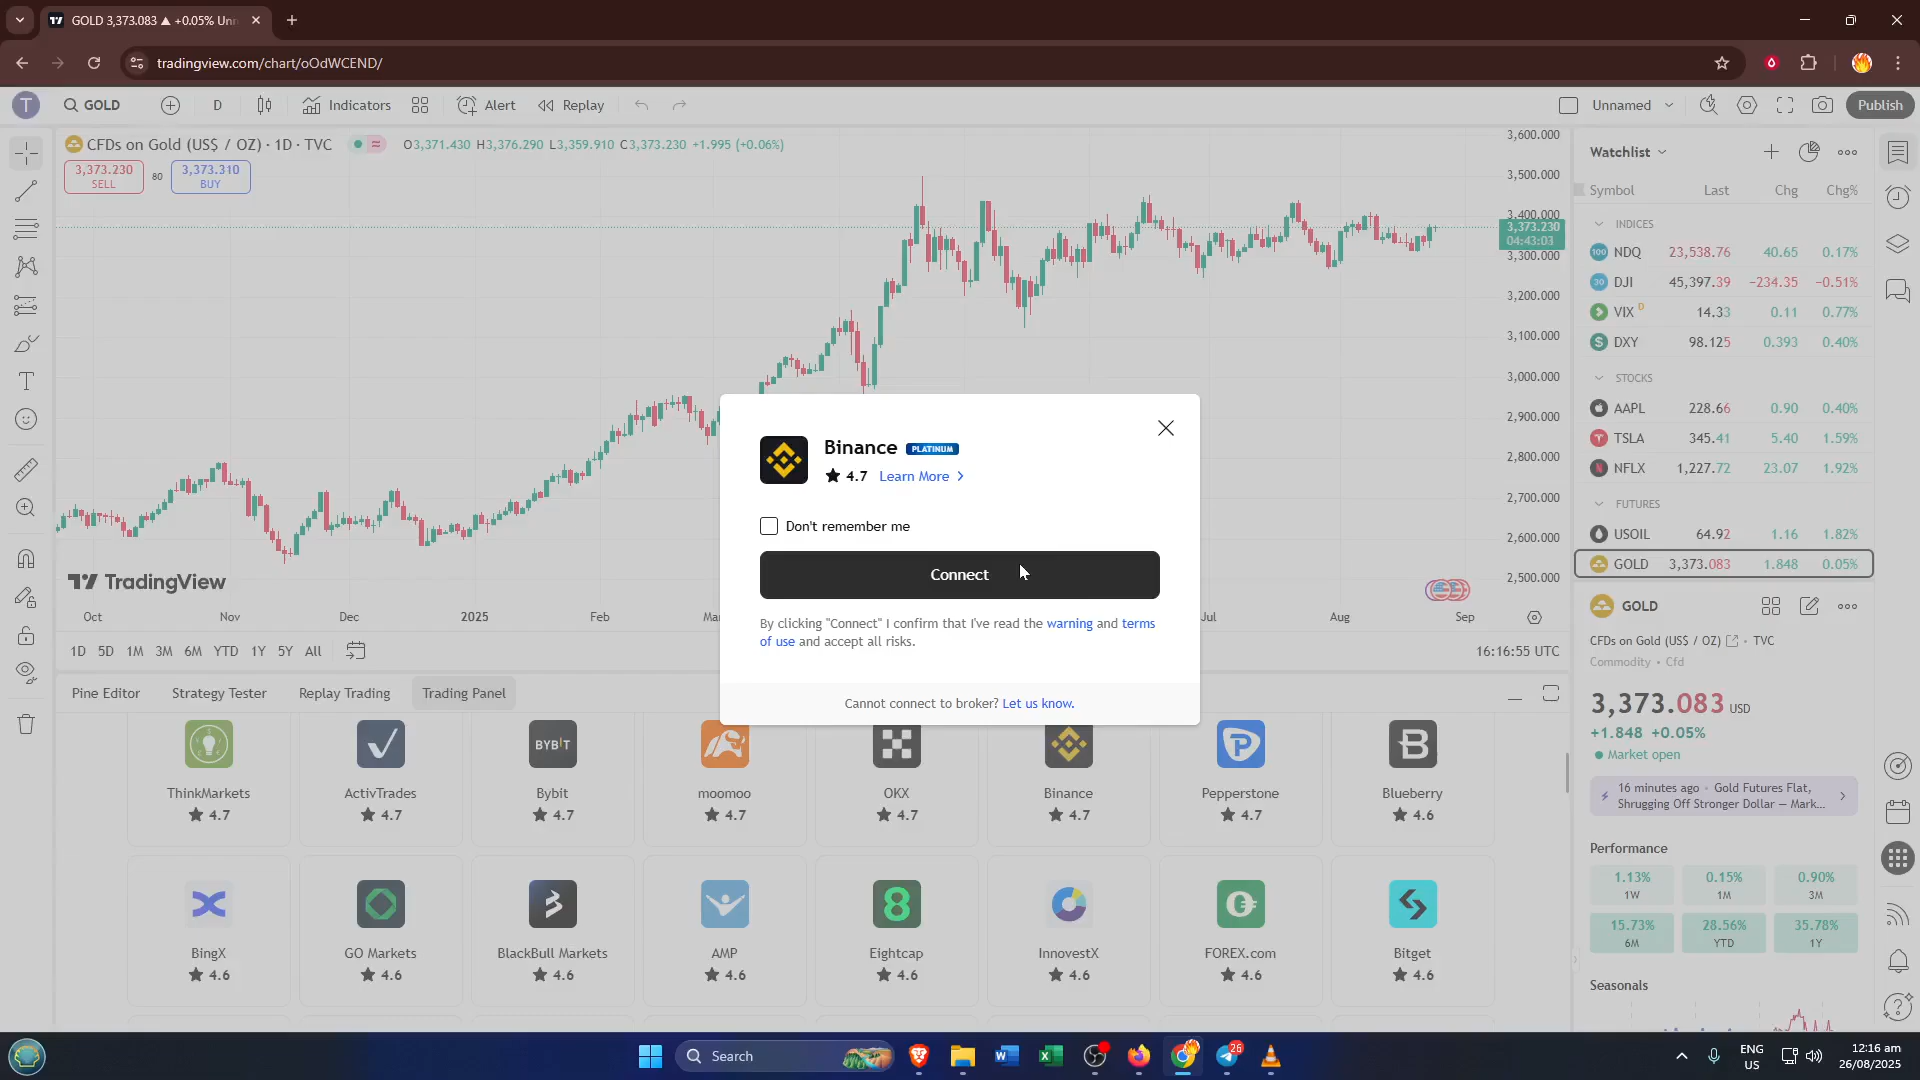 GOLD 3,373.083 ▲ +0.05% Unn
tradingview.com/chart/oOdWCEND/
T
GOLD
D
Indicators
Alert
Replay
Unnamed
Publish
CFDs on Gold (US$ / OZ) · 1D · TVC
O3,371.430 H3,376.290 L3,359.910 C3,373.230 +1.995 (+0.06%)
3,373.230
SELL
80
3,373.310
BUY
3,600.000
3,500.000
3,400.000
3,373.230
04:43:03
3,300.000
3,200.000
3,100.000
3,000.000
2,900.000
2,800.000
2,700.000
2,600.000
2,500.000
TradingView
Oct
Nov
Dec
2025
Feb
Mar
Jul
Aug
Sep
1D 5D 1M 3M 6M YTD 1Y 5Y All
16:16:55 UTC
Pine Editor
Strategy Tester
Replay Trading
Trading Panel
Binance PLATINUM
4.7 Learn More
Don't remember me
Connect
By clicking "Connect" I confirm that I've read the warning and terms
of use and accept all risks.
Cannot connect to broker? Let us know.
BYBIT
ThinkMarkets
4.7
ActivTrades
4.7
Bybit
4.7
moomoo
4.7
OKX
4.7
Binance
4.7
Pepperstone
4.7
Blueberry
4.6
BingX
4.6
GO Markets
4.6
BlackBull Markets
4.6
AMP
4.6
Eightcap
4.6
InnovestX
4.6
FOREX.com
4.6
Bitget
4.6
Watchlist
Symbol Last Chg Chg%
INDICES
100 NDQ 23,538.76 40.65 0.17%
30 DJI 45,397.39 −234.35 −0.51%
VIX D 14.33 0.11 0.77%
DXY 98.125 0.393 0.40%
STOCKS
AAPL 228.66 0.90 0.40%
TSLA 345.41 5.40 1.59%
NFLX 1,227.72 23.07 1.92%
FUTURES
USOIL 64.92 1.16 1.82%
GOLD 3,373.083 1.848 0.05%
GOLD
CFDs on Gold (US$ / OZ) • TVC
Commodity • Cfd
3,373.083 USD
+1.848 +0.05%
Market open
16 minutes ago • Gold Futures Flat,
Shrugging Off Stronger Dollar — Mark...
Performance
1.13%
1W
0.15%
1M
0.90%
3M
15.73%
6M
28.56%
YTD
35.78%
1Y
Seasonals
Search
26
ENG
US
12:16 am
26/08/2025